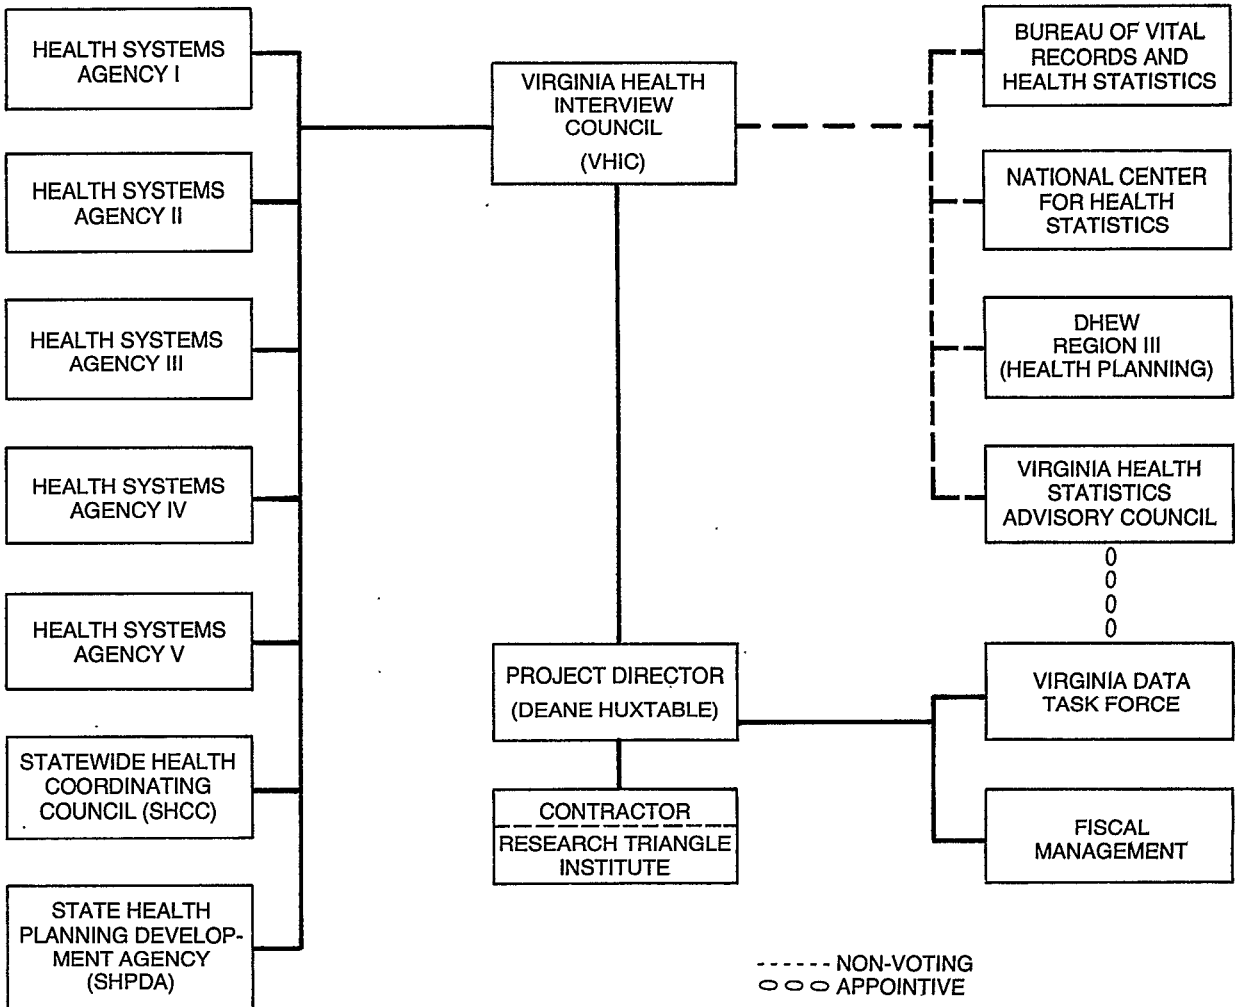 HEALTH SYSTEMS
AGENCY I
HEALTH SYSTEMS
AGENCY II
HEALTH SYSTEMS
AGENCY III
HEALTH SYSTEMS
AGENCY IV
HEALTH SYSTEMS
AGENCY V
STATEWIDE HEALTH
COORDINATING
COUNCIL (SHCC)
STATE HEALTH
PLANNING DEVELOP-
MENT AGENCY
(SHPDA)
VIRGINIA HEALTH
INTERVIEW
COUNCIL
(VHIC)
PROJECT DIRECTOR
(DEANE HUXTABLE)
CONTRACTOR
RESEARCH TRIANGLE
INSTITUTE
BUREAU OF VITAL
RECORDS AND
HEALTH STATISTICS
NATIONAL CENTER
FOR HEALTH
STATISTICS
DHEW
REGION III
(HEALTH PLANNING)
VIRGINIA HEALTH
STATISTICS
ADVISORY COUNCIL
VIRGINIA DATA
TASK FORCE
FISCAL
MANAGEMENT
NON-VOTING
APPOINTIVE